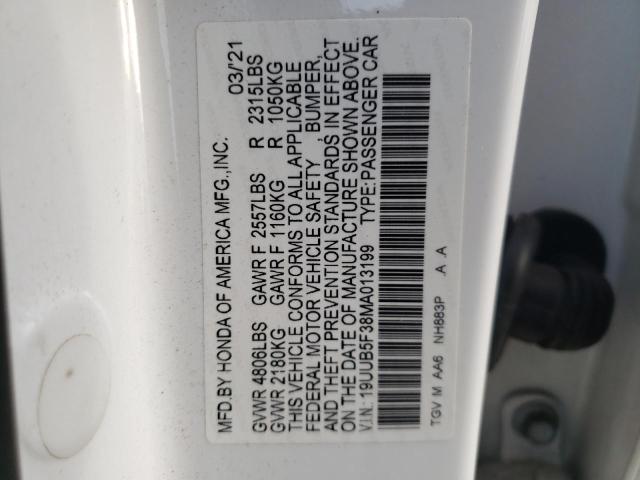 MFD.BY HONDA OF AMERICA MFG.,INC. 03/'21
GVWR 4806LBS GAWR F 2557LBS R 2315LBS
GVWR 2180KG GAWR F 1160KG R 1050KG
THIS VEHICLE CONFORMS TO ALL APPLICABLE
FEDERAL MOTOR VEHICLE SAFETY , BUMPER,
AND THEFT PREVENTION STANDARDS IN EFFECT
ON THE DATE OF MANUFACTURE SHOWN ABOVE.
V.I.N.: 19UUB5F38MA013199 TYPE:PASSENGER CAR
TGV M AA6 NH883P A A